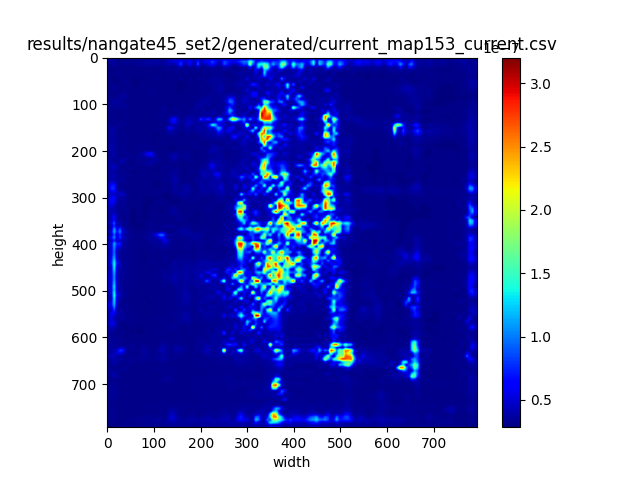 results/nangate45_set2/generated/current_map153_current.csv
1e−7
0
100
200
300
400
500
600
700
height
0 100 200 300 400 500 600 700
width
3.0
2.5
2.0
1.5
1.0
0.5